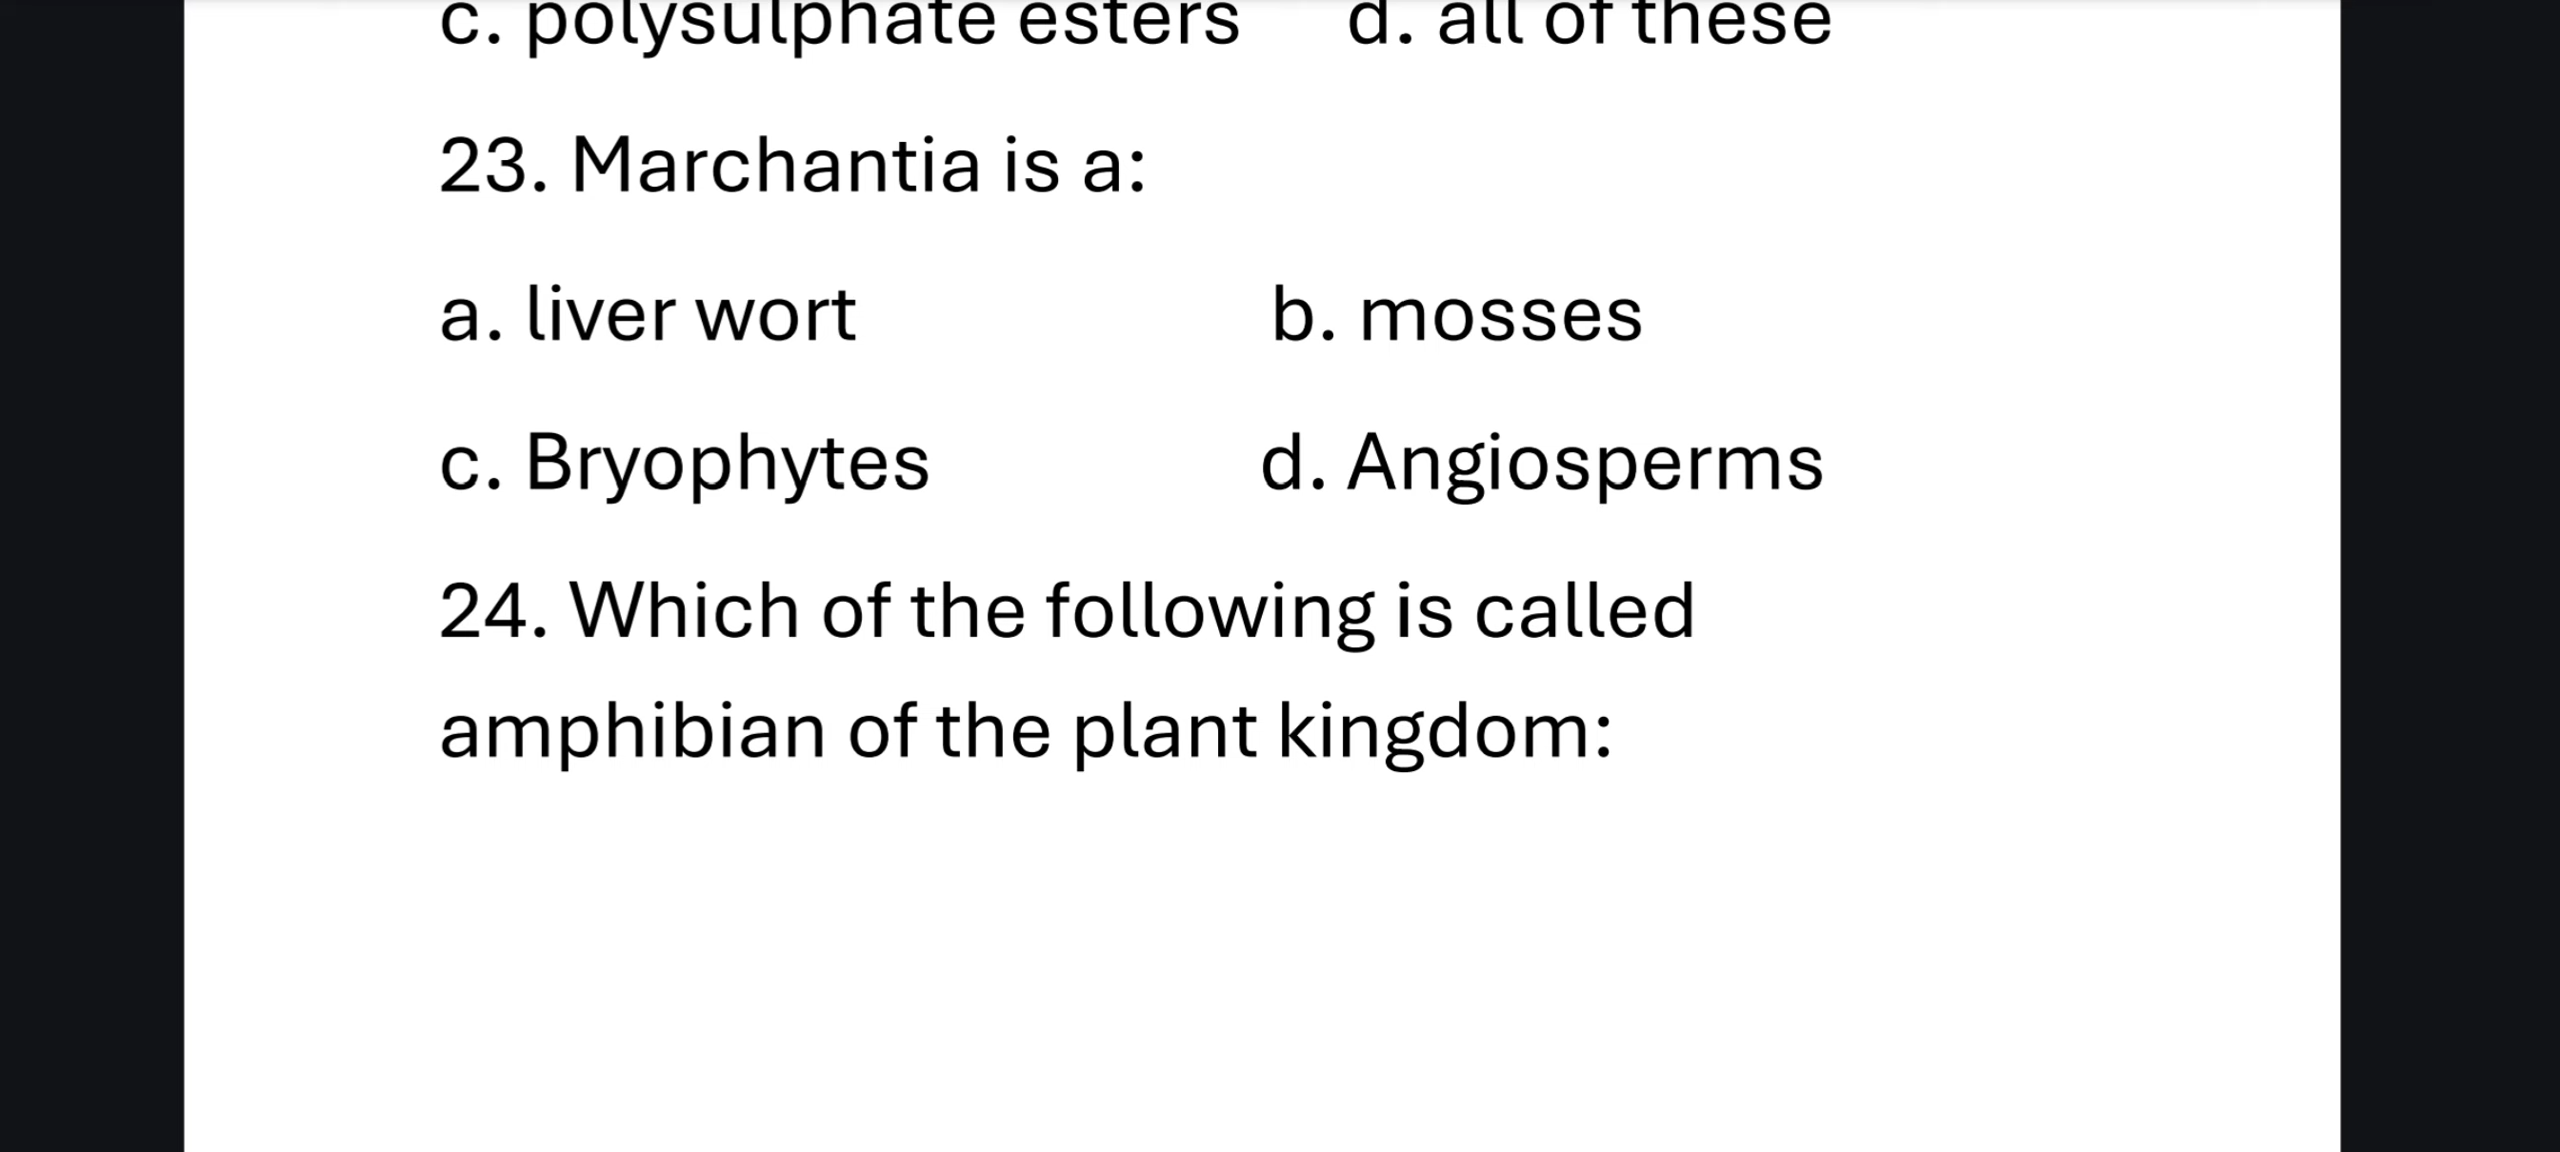 c. polysulphate esters d. all of these
23. Marchantia is a:
a. liver wort b. mosses
c. Bryophytes d. Angiosperms
24. Which of the following is called
amphibian of the plant kingdom: